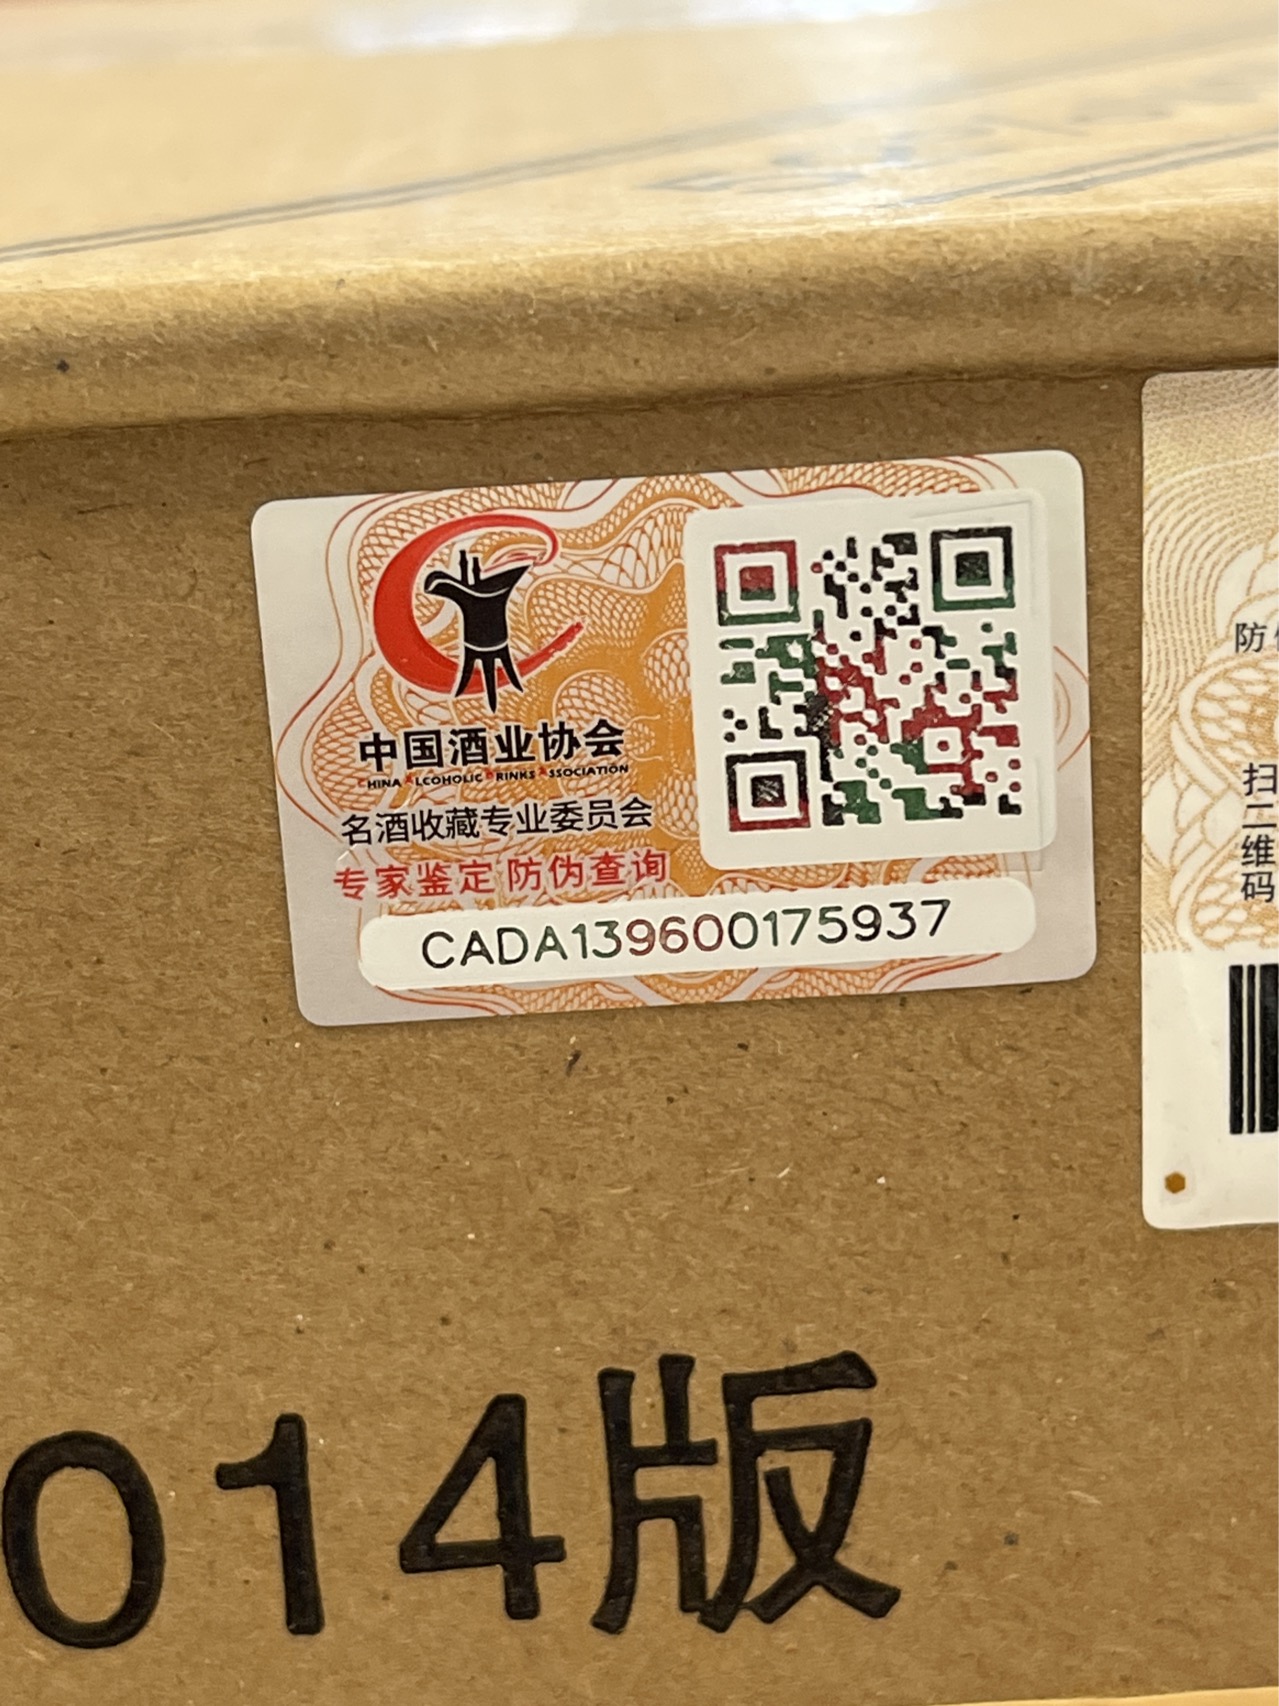 中国酒业协会
CHINA ALCOHOLIC DRINKS ASSOCIATION
名酒收藏专业委员会
专家鉴定 防伪查询
CADA139600175937
防
扫二维码
014版